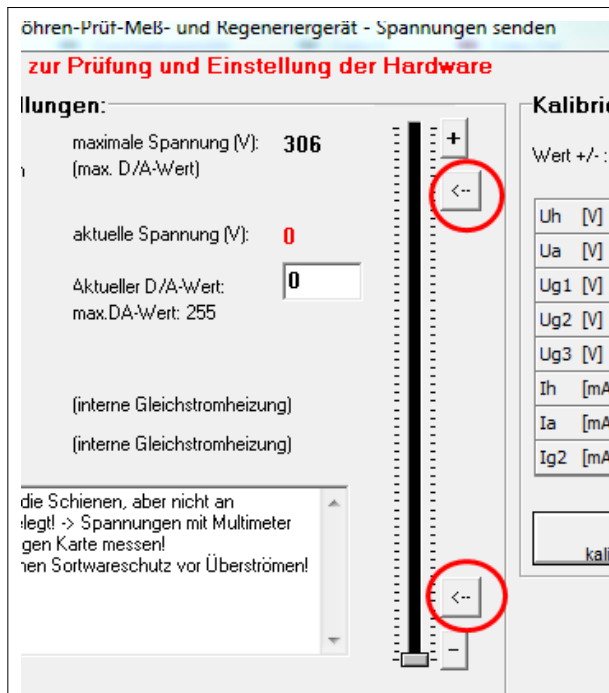 öhren-Prüf-Meß- und Regeneriergerät - Spannungen senden
zur Prüfung und Einstellung der Hardware
llungen:
maximale Spannung (V): 306
(max. D/A-Wert)
aktuelle Spannung (V): 0
Aktueller D/A-Wert: 0
max.DA-Wert: 255
(interne Gleichstromheizung)
(interne Gleichstromheizung)
die Schienen, aber nicht an
elegt! -> Spannungen mit Multimeter
gen Karte messen!
nen Sortwareschutz vor Überströmen!
+
<--
<--
-
Kalibrie
Wert +/- :
Uh [V]
Ua [V]
Ug1 [V]
Ug2 [V]
Ug3 [V]
Ih [mA
Ia [mA
Ig2 [mA
kali